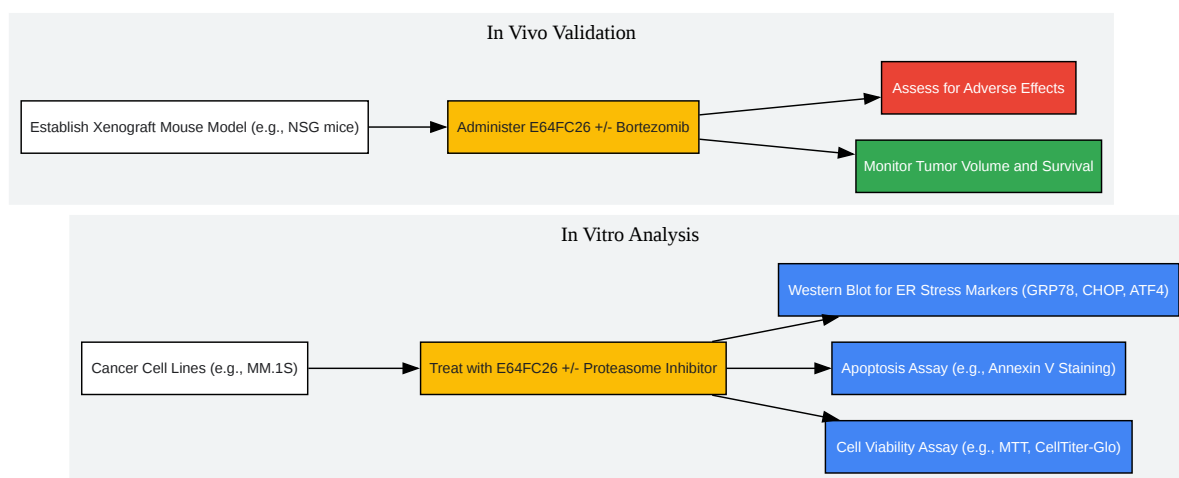 In Vivo Validation
Establish Xenograft Mouse Model (e.g., NSG mice)
Administer E64FC26 +/- Bortezomib
Assess for Adverse Effects
Monitor Tumor Volume and Survival
In Vitro Analysis
Cancer Cell Lines (e.g., MM.1S)
Treat with E64FC26 +/- Proteasome Inhibitor
Western Blot for ER Stress Markers (GRP78, CHOP, ATF4)
Apoptosis Assay (e.g., Annexin V Staining)
Cell Viability Assay (e.g., MTT, CellTiter-Glo)